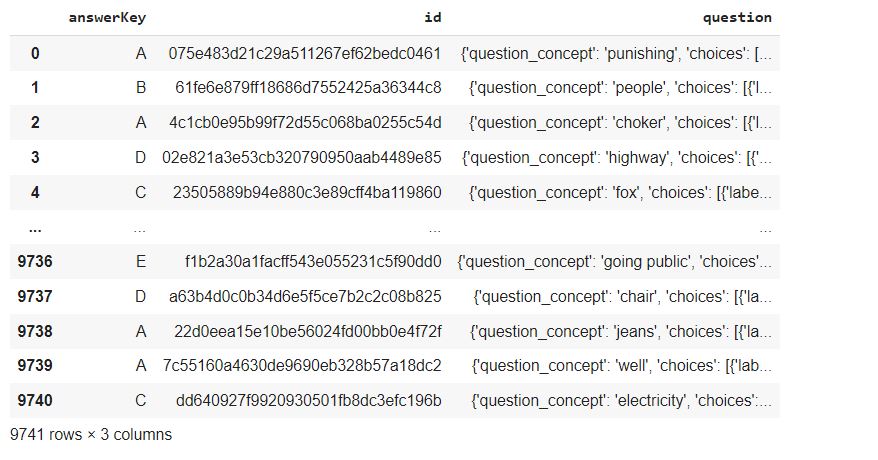 answerKey id question
0 A 075e483d21c29a511267ef62bedc0461 {'question_concept': 'punishing', 'choices': [...
1 B 61fe6e879ff18686d7552425a36344c8 {'question_concept': 'people', 'choices': [{'l...
2 A 4c1cb0e95b99f72d55c068ba0255c54d {'question_concept': 'choker', 'choices': [{'l...
3 D 02e821a3e53cb320790950aab4489e85 {'question_concept': 'highway', 'choices': [{'...
4 C 23505889b94e880c3e89cff4ba119860 {'question_concept': 'fox', 'choices': [{'labe...
... ... ... ...
9736 E f1b2a30a1facff543e055231c5f90dd0 {'question_concept': 'going public', 'choices'...
9737 D a63b4d0c0b34d6e5f5ce7b2c2c08b825 {'question_concept': 'chair', 'choices': [{'la...
9738 A 22d0eea15e10be56024fd00bb0e4f72f {'question_concept': 'jeans', 'choices': [{'la...
9739 A 7c55160a4630de9690eb328b57a18dc2 {'question_concept': 'well', 'choices': [{'lab...
9740 C dd640927f9920930501fb8dc3efc196b {'question_concept': 'electricity', 'choices':...
9741 rows × 3 columns